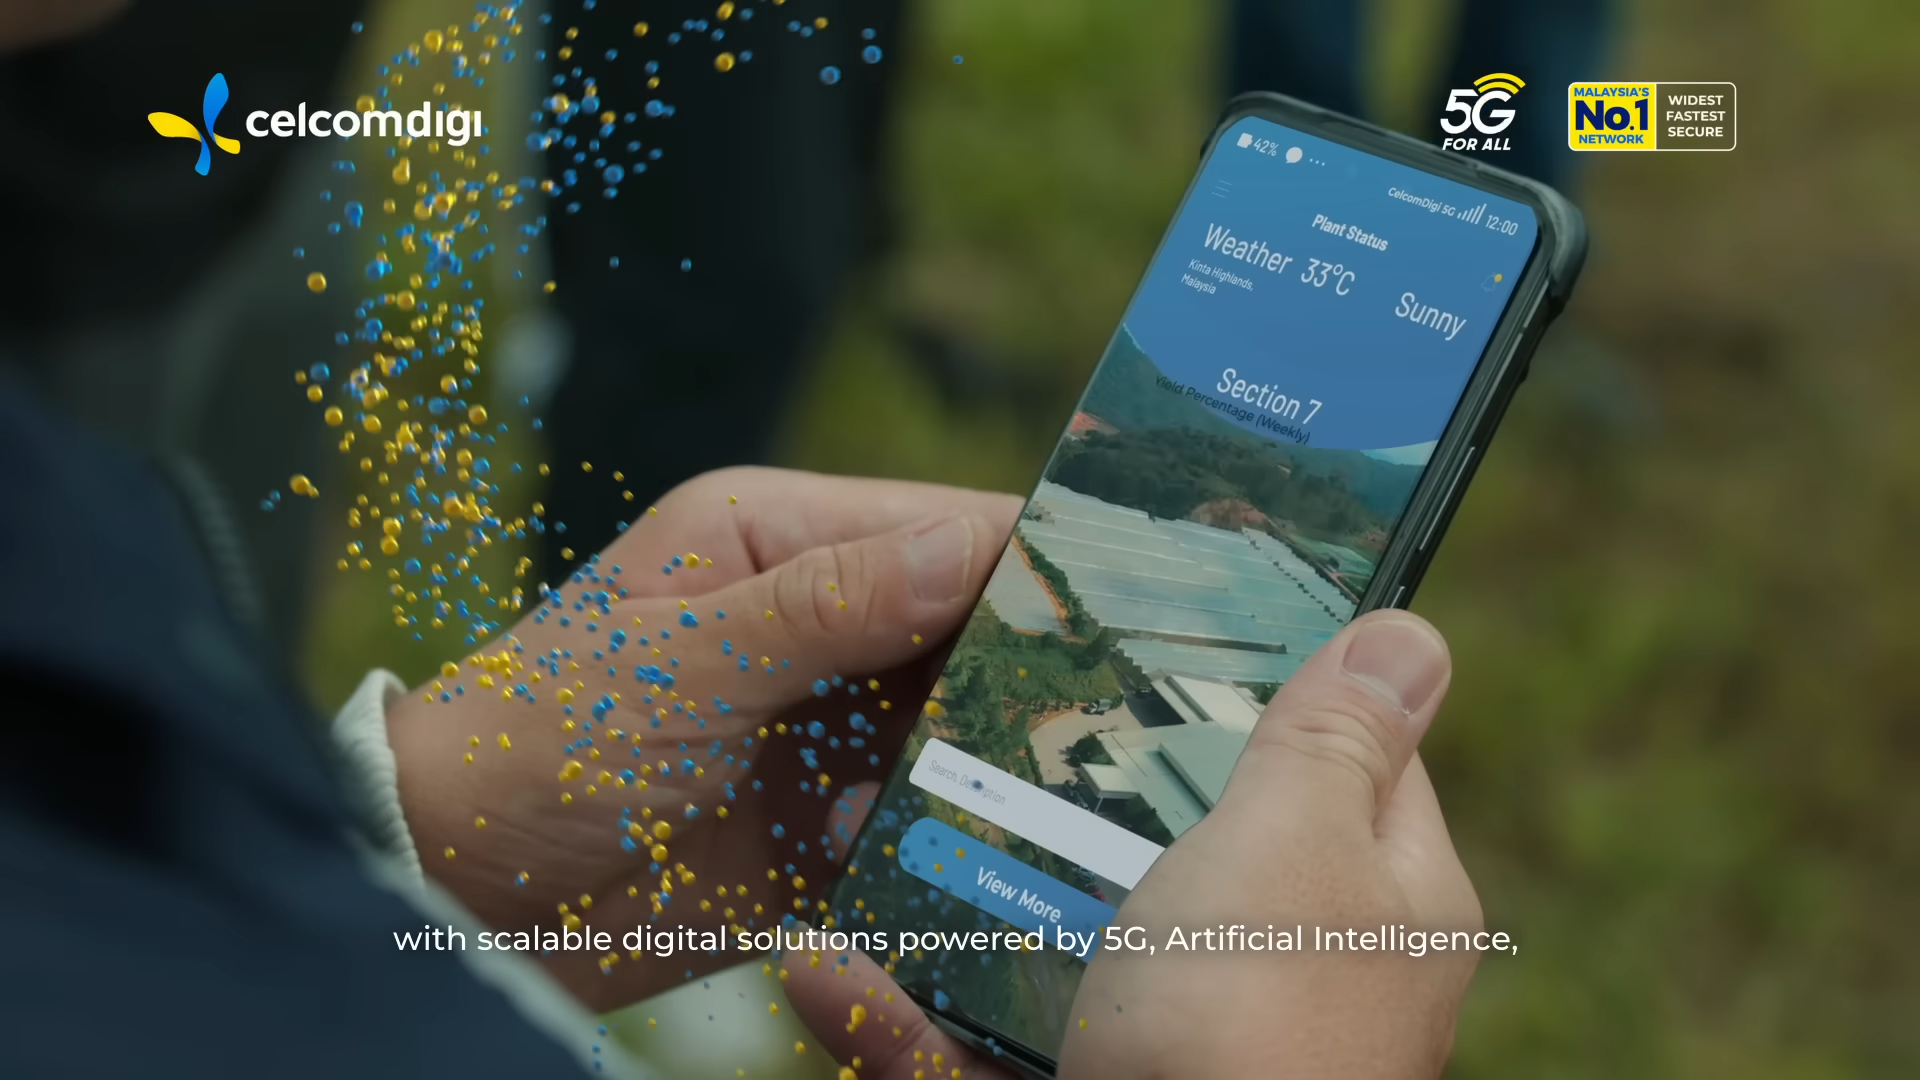 celcomdigi
5G
FOR ALL
MALAYSIA'S
No.1
NETWORK
WIDEST
FASTEST
SECURE
42%
CelcomDigi 5G
12:00
Plant Status
Weather 33°C
Kinta Highlands,
Malaysia
Sunny
Section 7
Yield Percentage (Weekly)
Search, Description
View More
with scalable digital solutions powered by 5G, Artificial Intelligence,